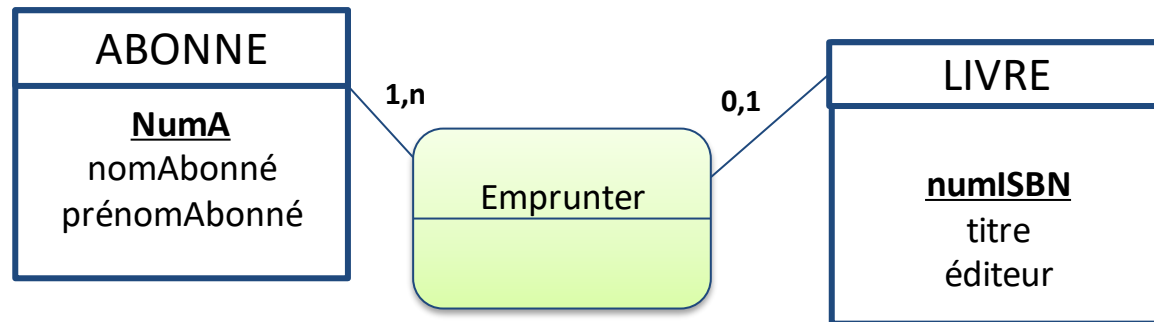 ABONNE
NumA
nomAbonné
prénomAbonné
1,n
Emprunter
0,1
LIVRE
numISBN
titre
éditeur